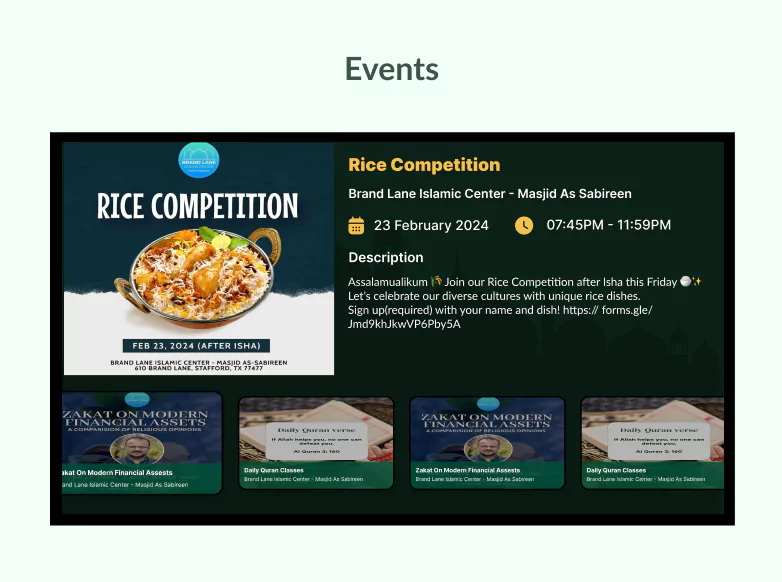 Events
BRAND LANE
RICE COMPETITION
FEB 23, 2024 (AFTER ISHA)
BRAND LANE ISLAMIC CENTER - MASJID AS-SABIREEN
610 BRAND LANE, STAFFORD, TX 77477
Rice Competition
Brand Lane Islamic Center - Masjid As Sabireen
23 February 2024 07:45PM - 11:59PM
Description
Assalamualikum 🌾 Join our Rice Competition after Isha this Friday 🍚✨
Let's celebrate our diverse cultures with unique rice dishes.
Sign up(required) with your name and dish! https:// forms.gle/
Jmd9khJkwVP6Pby5A
ZAKAT ON MODERN
FINANCIAL ASSETS
A COMPARISION OF RELIGIOUS OPINIONS
akat On Modern Financial Assests
and Lane Islamic Center - Masjid As Sabireen
Daily Quran verse
If Allah helps you, no one can
defeat you.
Al Quran 3: 160
Daily Quran Classes
Brand Lane Islamic Center - Masjid As Sabireen
ZAKAT ON MODERN
FINANCIAL ASSETS
A COMPARISION OF RELIGIOUS OPINIONS
Zakat On Modern Financial Assests
Brand Lane Islamic Center - Masjid As Sabireen
Daily Quran verse
If Allah helps you, no one can
defeat you.
Al Quran 3: 160
Daily Quran Classes
Brand Lane Islamic Center - Masjid As Sabireen